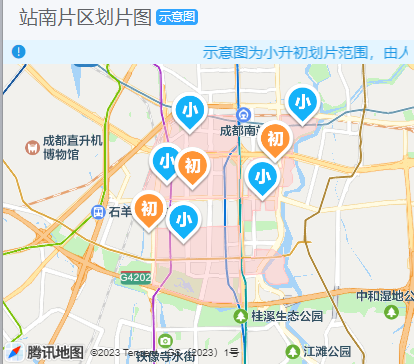 站南片区划片图 示意图
示意图为小升初划片范围，由人
小
小
成都南
成都直升机
博物馆
初
小
初
小
石羊
初
小
G4202
桂溪生态公园
中和湿地公
铁像寺水街
江滩公园
腾讯地图 ©2023 Tencent
（2023）1号